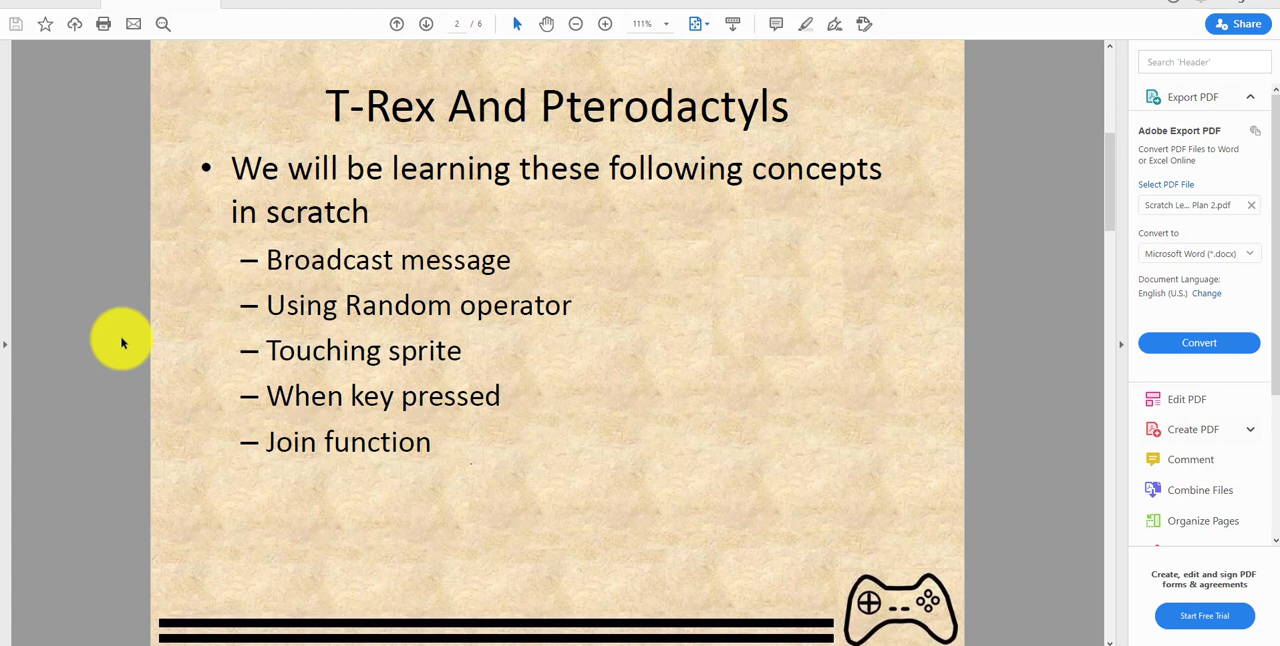 2 / 6
111%
Share
T-Rex And Pterodactyls
• We will be learning these following concepts
in scratch
– Broadcast message
– Using Random operator
– Touching sprite
– When key pressed
– Join function
Search 'Header'
Export PDF
Adobe Export PDF
Convert PDF Files to Word
or Excel Online
Select PDF File
Scratch Le... Plan 2.pdf
Convert to
Microsoft Word (*.docx)
Document Language:
English (U.S.) Change
Convert
Edit PDF
Create PDF
Comment
Combine Files
Organize Pages
Create, edit and sign PDF
forms & agreements
Start Free Trial